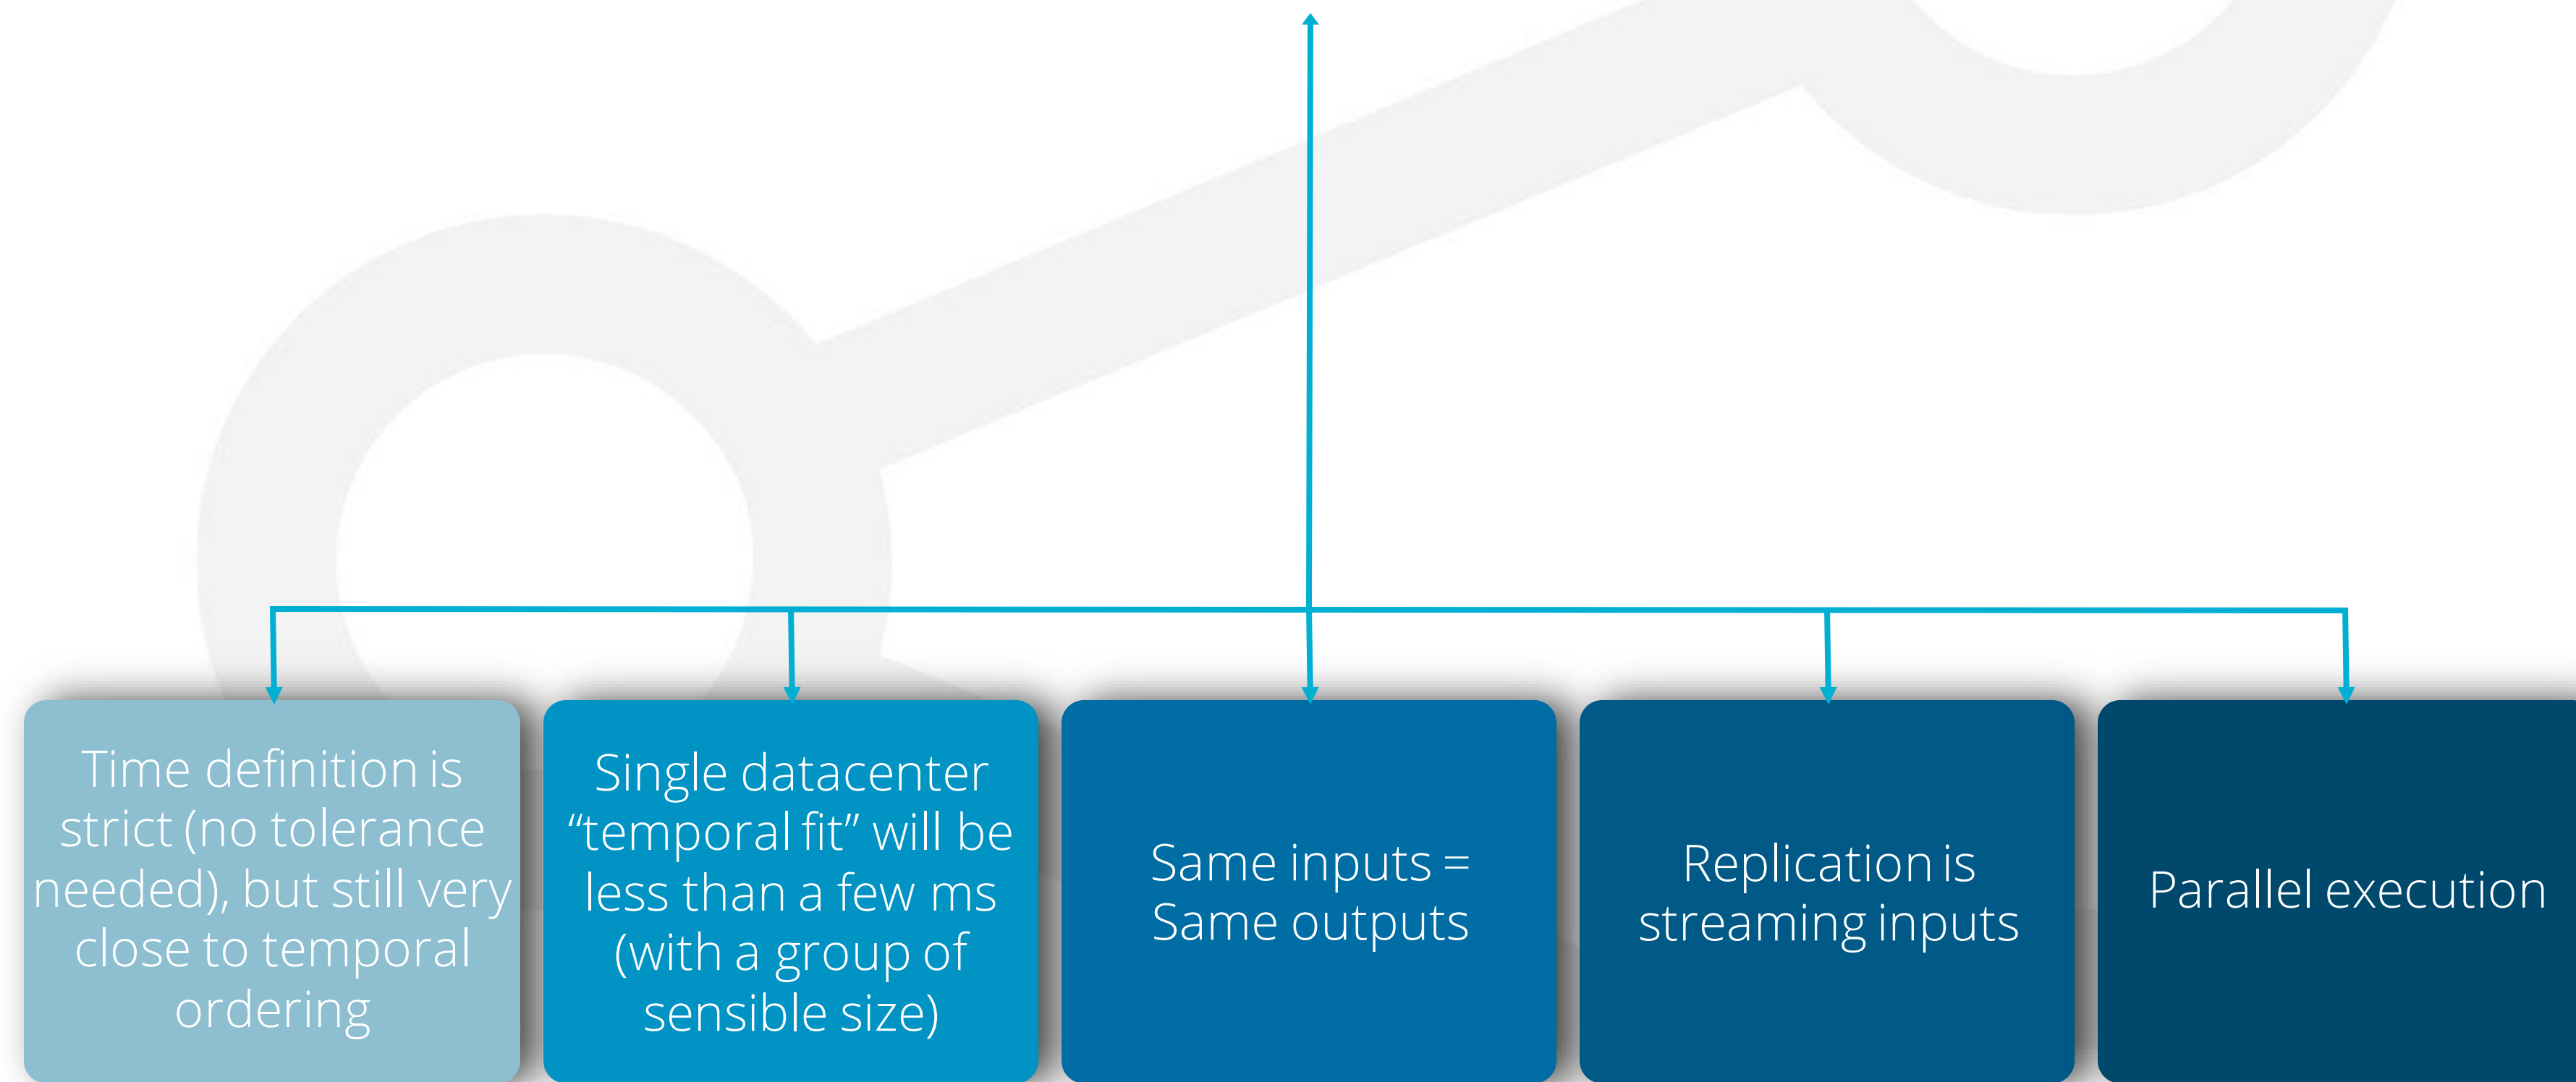 Time definition is
strict (no tolerance
needed), but still very
close to temporal
ordering
Single datacenter
“temporal fit” will be
less than a few ms
(with a group of
sensible size)
Same inputs =
Same outputs
Replication is
streaming inputs
Parallel execution